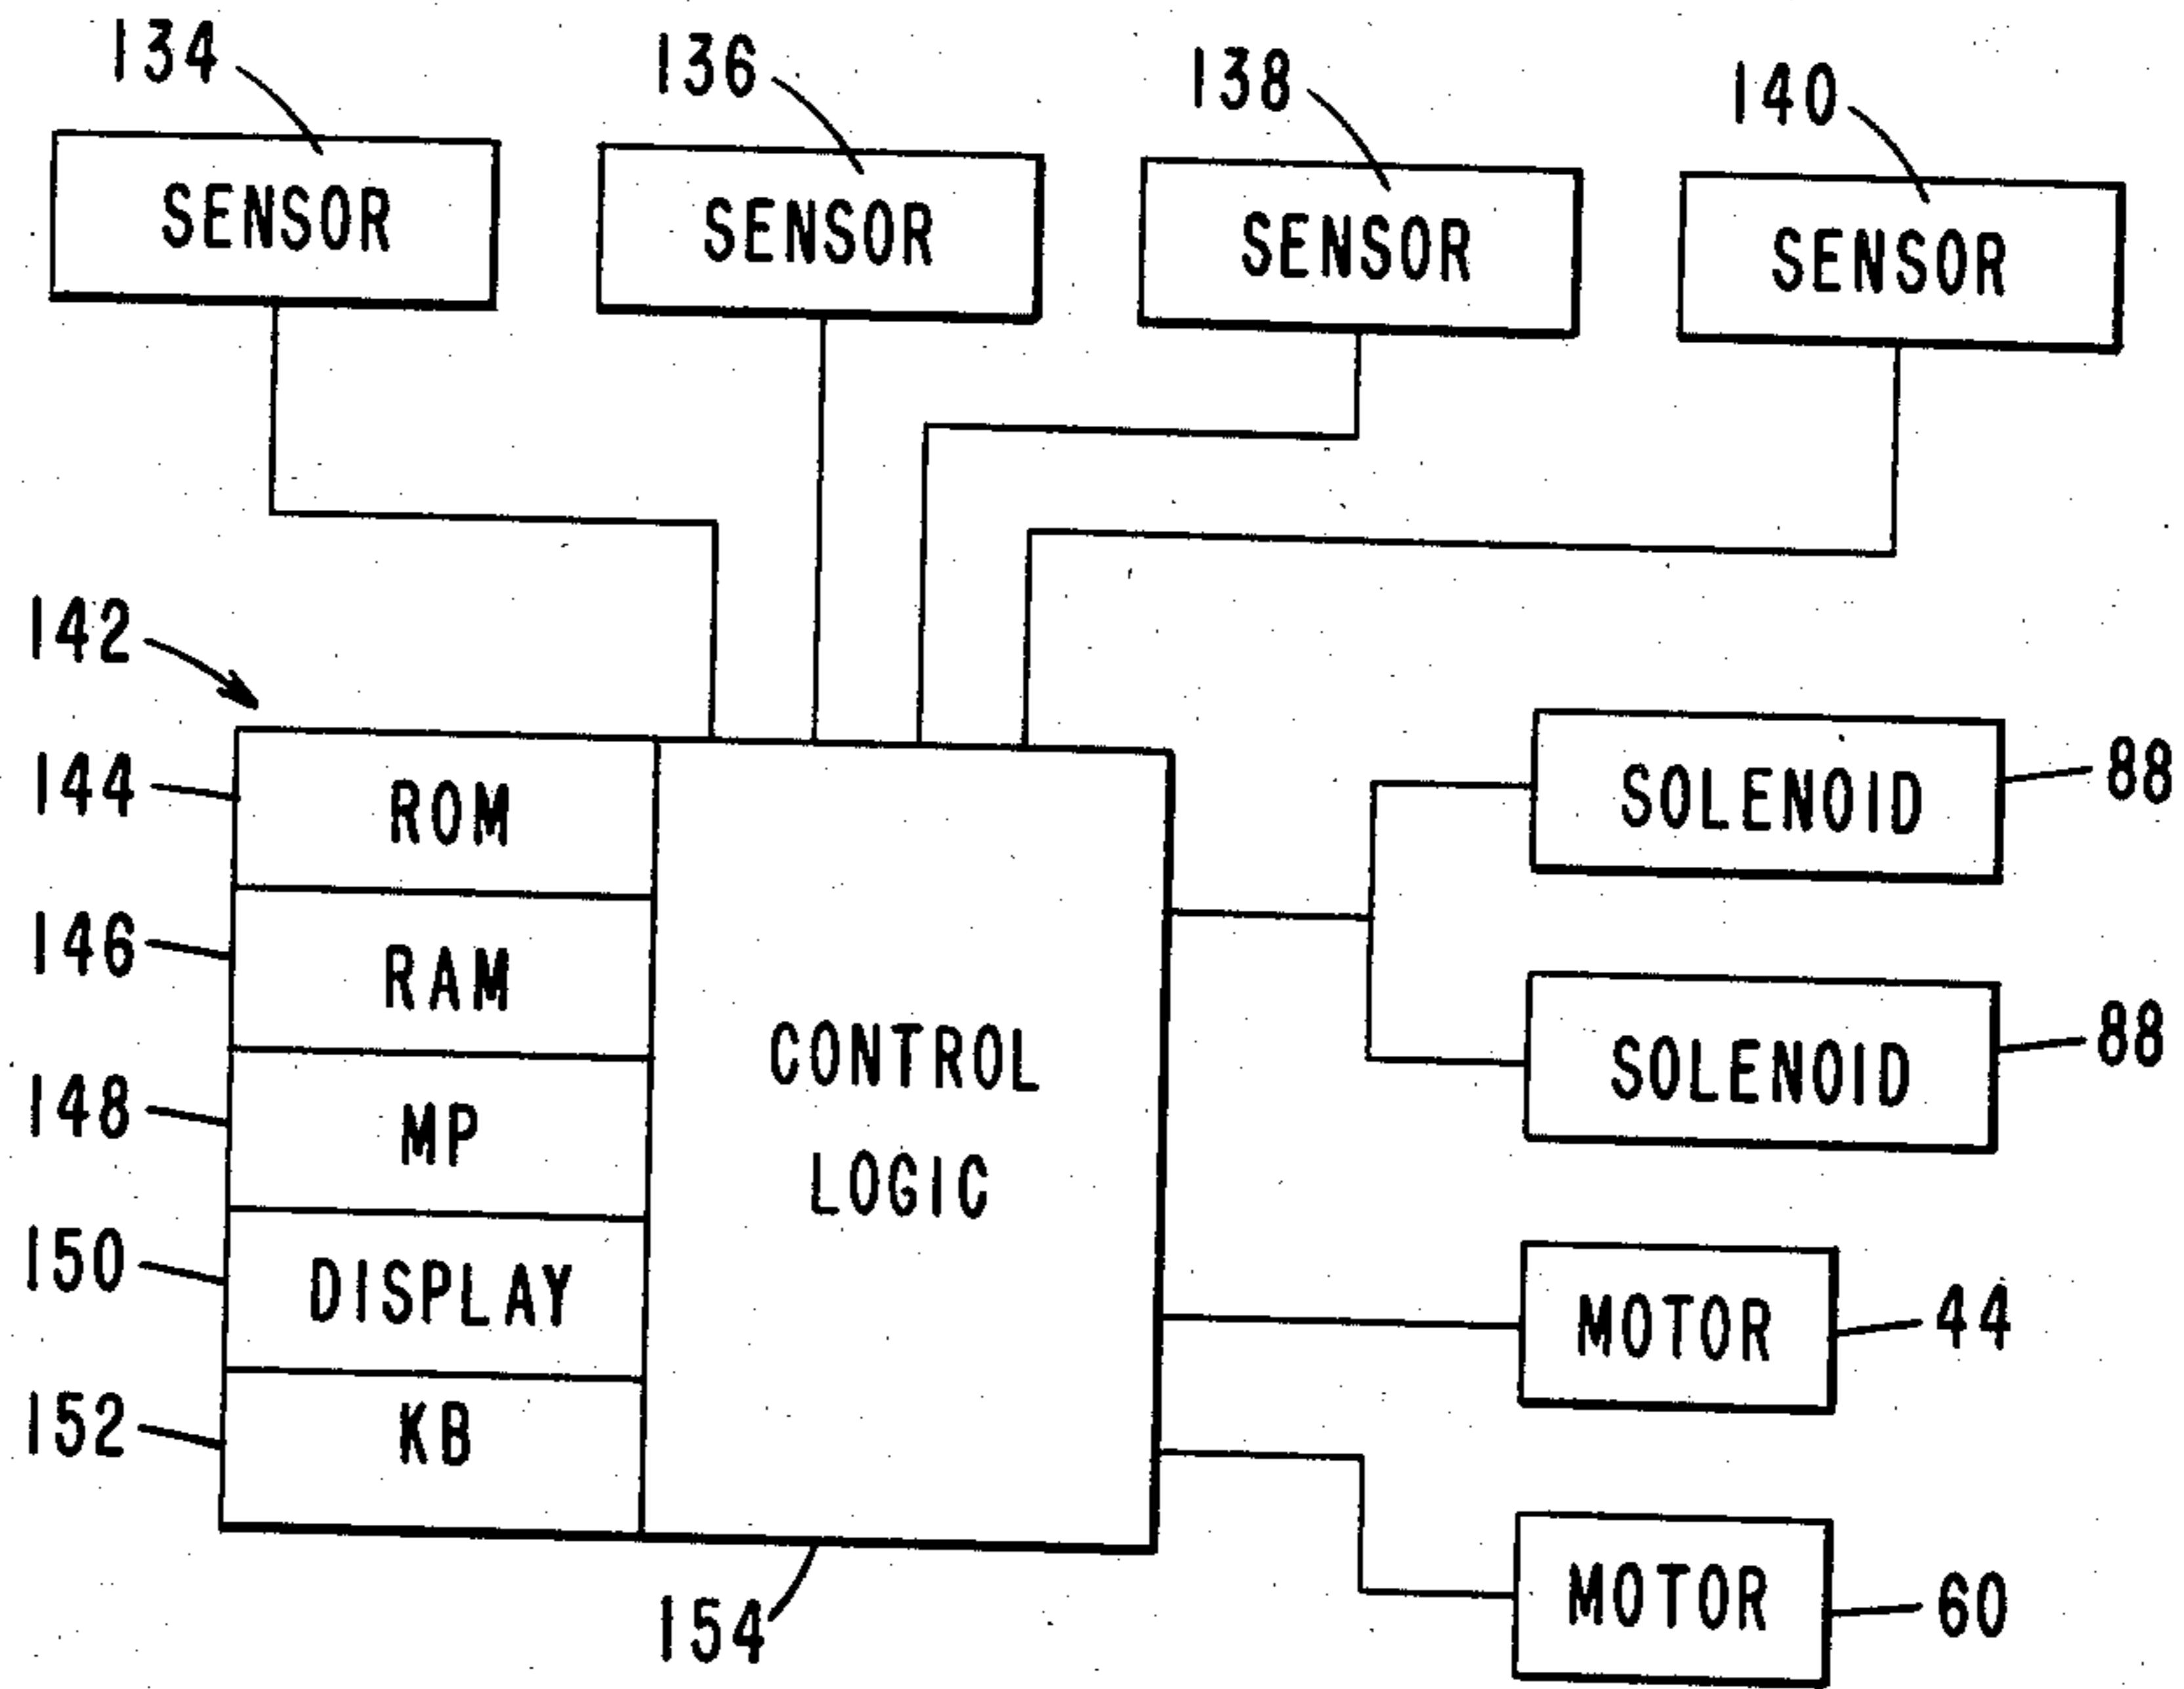 134
136
138
140
SENSOR
SENSOR
SENSOR
SENSOR
142
144
ROM
SOLENOID
88
146
RAM
CONTROL
LOGIC
SOLENOID
88
148
MP
150
DISPLAY
MOTOR
44
152
KB
154
MOTOR
60